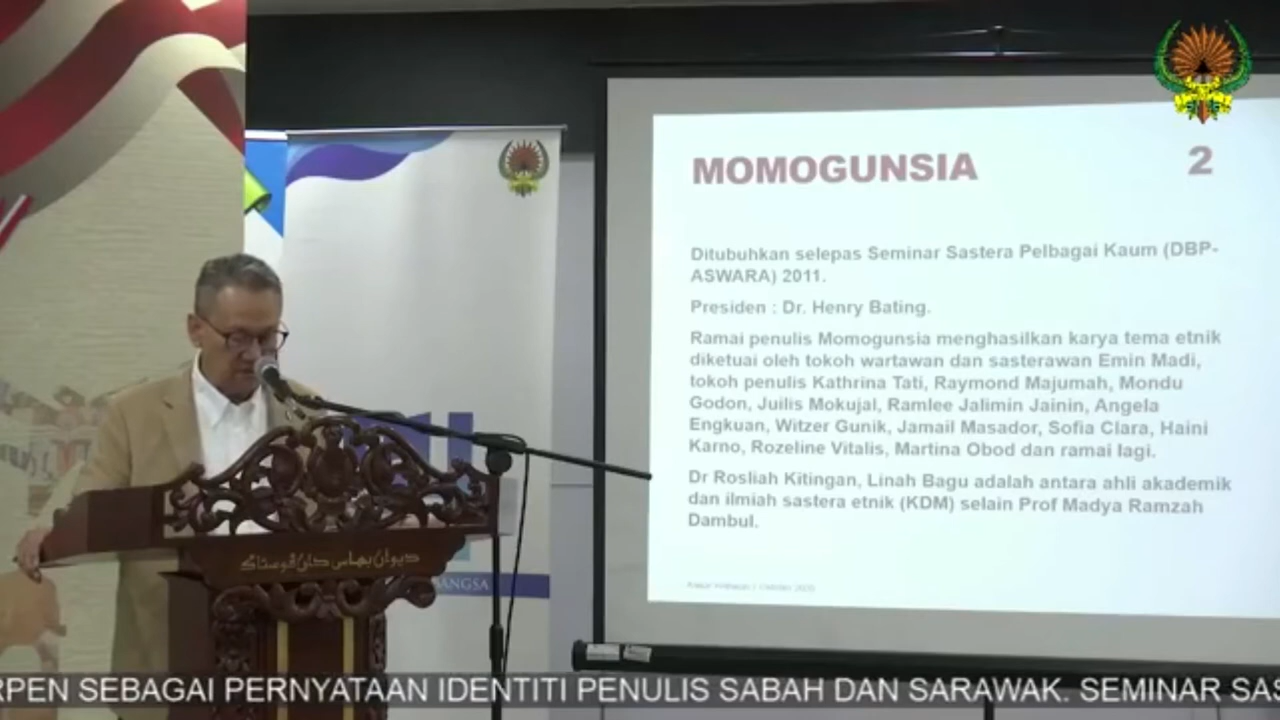 MOMOGUNSIA
2
Ditubuhkan selepas Seminar Sastera Pelbagai Kaum (DBP-
ASWARA) 2011.
Presiden : Dr. Henry Bating.
Ramai penulis Momogunsia menghasilkan karya tema etnik
diketuai oleh tokoh wartawan dan sasterawan Emin Madi,
tokoh penulis Kathrina Tati, Raymond Majumah, Mondu
Godon, Juilis Mokujal, Ramlee Jalimin Jainin, Angela
Engkuan, Witzer Gunik, Jamail Masador, Sofia Clara, Haini
Karno, Rozeline Vitalis, Martina Obod dan ramai lagi.
Dr Rosliah Kitingan, Linah Bagu adalah antara ahli akademik
dan ilmiah sastera etnik (KDM) selain Prof Madya Ramzah
Dambul.
ديوان بهاس دان ڤوستاک
BANGSA
RPEN SEBAGAI PERNYATAAN IDENTITI PENULIS SABAH DAN SARAWAK. SEMINAR SAS